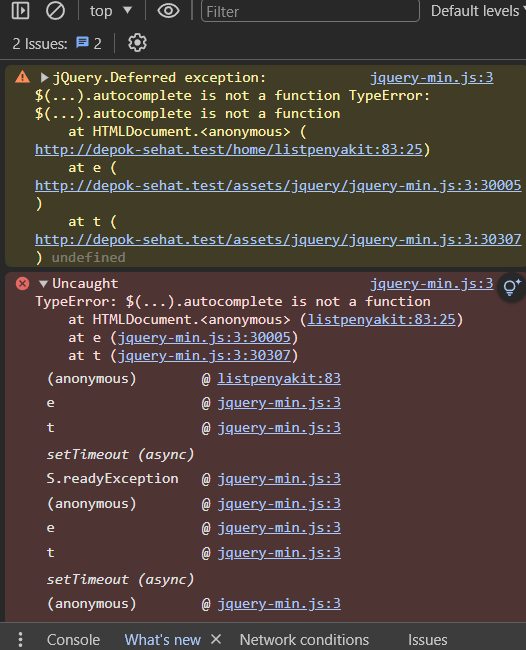 top ▼ Filter Default levels
2 Issues: 2
jQuery.Deferred exception: jquery-min.js:3
$(...).autocomplete is not a function TypeError:
$(...).autocomplete is not a function
at HTMLDocument.<anonymous> (
http://depok-sehat.test/home/listpenyakit:83:25)
at e (
http://depok-sehat.test/assets/jquery/jquery-min.js:3:30005
)
at t (
http://depok-sehat.test/assets/jquery/jquery-min.js:3:30307
) undefined
Uncaught jquery-min.js:3
TypeError: $(...).autocomplete is not a function
at HTMLDocument.<anonymous> (listpenyakit:83:25)
at e (jquery-min.js:3:30005)
at t (jquery-min.js:3:30307)
(anonymous) @ listpenyakit:83
e @ jquery-min.js:3
t @ jquery-min.js:3
setTimeout (async)
S.readyException @ jquery-min.js:3
(anonymous) @ jquery-min.js:3
e @ jquery-min.js:3
t @ jquery-min.js:3
setTimeout (async)
(anonymous) @ jquery-min.js:3
Console What's new Network conditions Issues